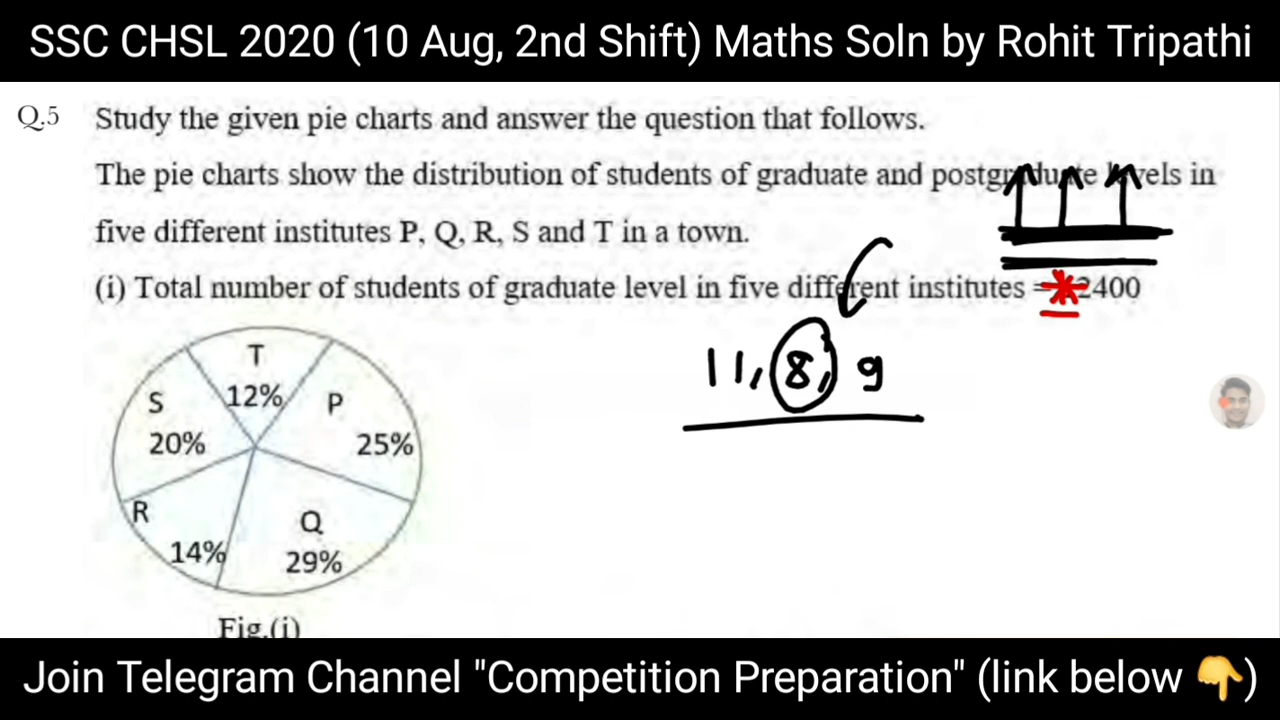 SSC CHSL 2020 (10 Aug, 2nd Shift) Maths Soln by Rohit Tripathi
Q.5 Study the given pie charts and answer the question that follows.
The pie charts show the distribution of students of graduate and postgraduate levels in
five different institutes P, Q, R, S and T in a town.
(i) Total number of students of graduate level in five different institutes = 2400
11, 8, 9
T
12%
P
25%
S
20%
R
14%
Q
29%
Fig.(i)
Join Telegram Channel "Competition Preparation" (link below 👇)